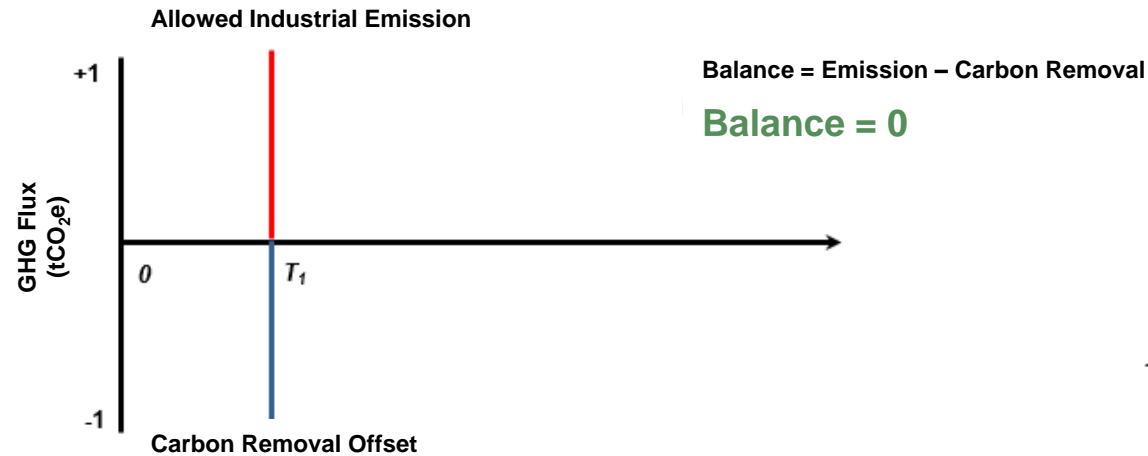 Allowed Industrial Emission
+1
Balance = Emission – Carbon Removal
Balance = 0
GHG Flux
(tCO₂e)
0
T₁
-1
Carbon Removal Offset